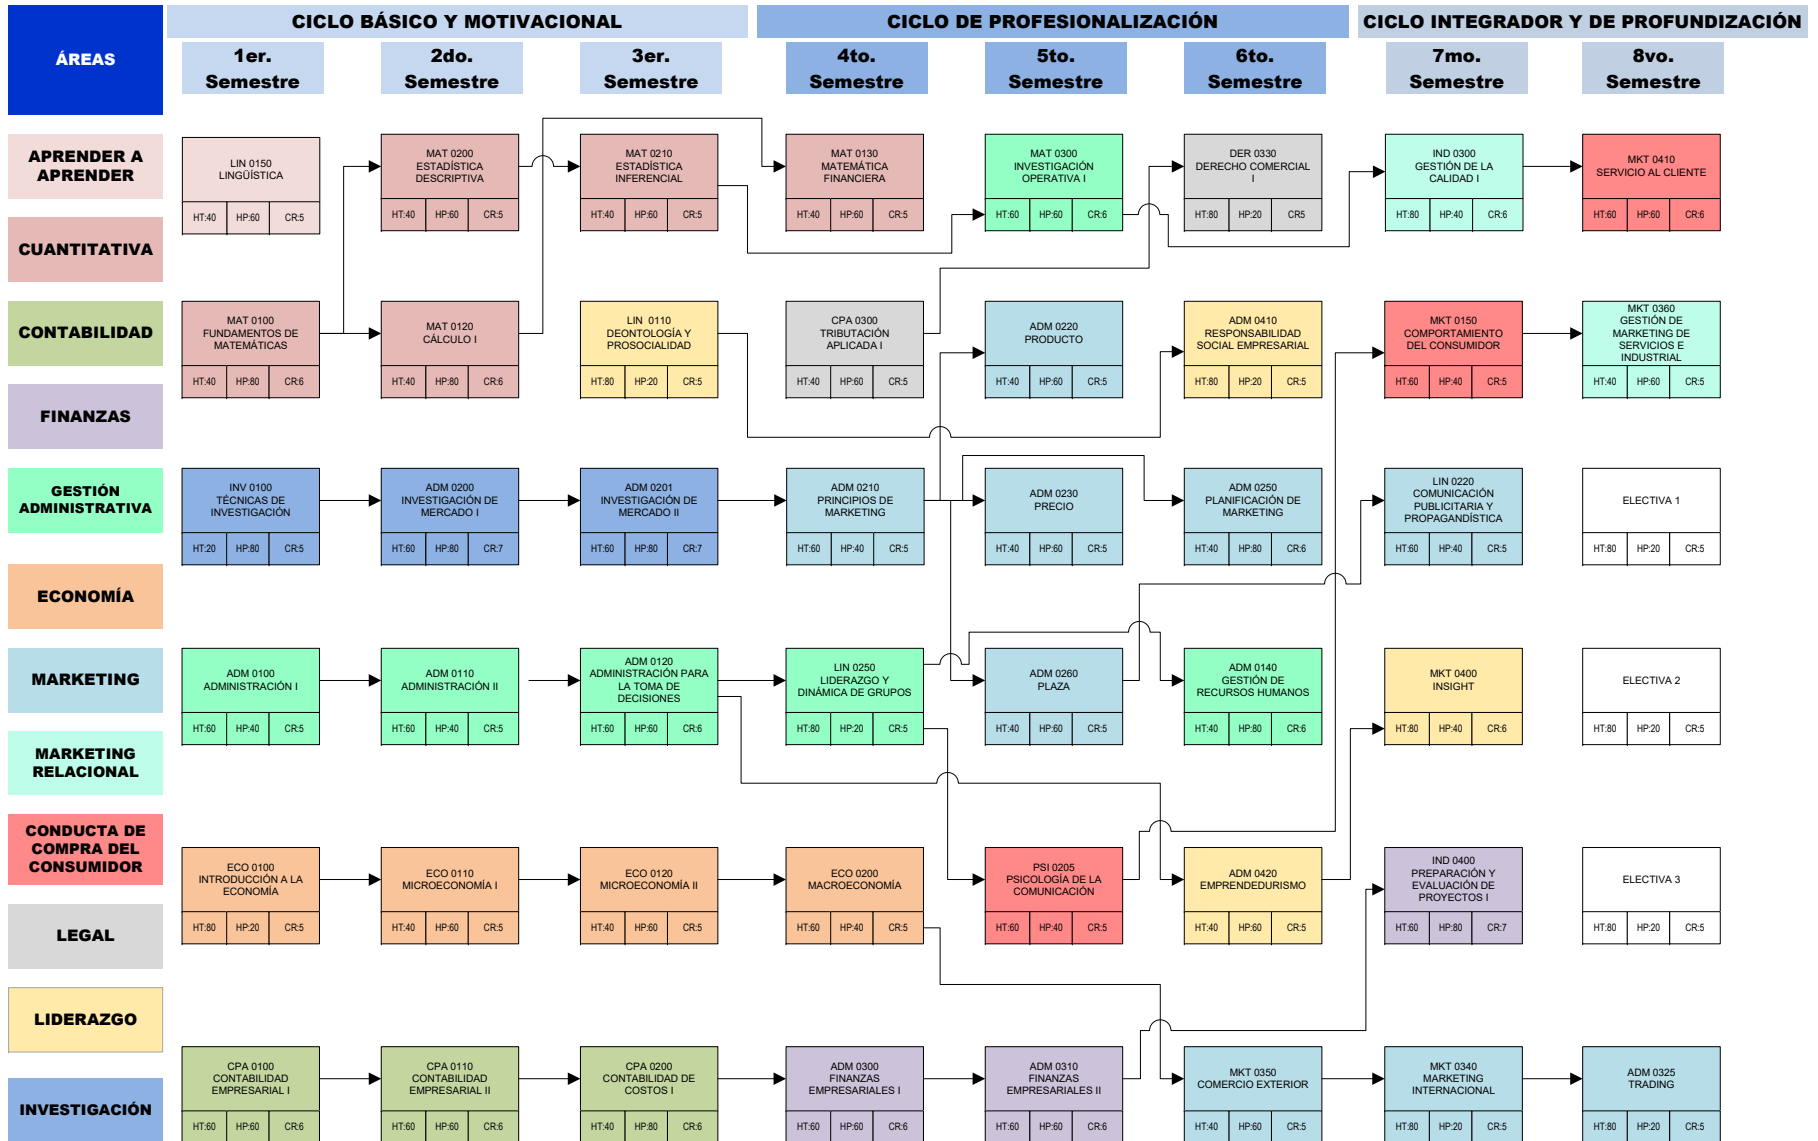 CICLO BÁSICO Y MOTIVACIONAL
CICLO DE PROFESIONALIZACIÓN
CICLO INTEGRADOR Y DE PROFUNDIZACIÓN
ÁREAS
1er.
Semestre
2do.
Semestre
3er.
Semestre
4to.
Semestre
5to.
Semestre
6to.
Semestre
7mo.
Semestre
8vo.
Semestre
APRENDER A
APRENDER
CUANTITATIVA
CONTABILIDAD
FINANZAS
GESTIÓN
ADMINISTRATIVA
ECONOMÍA
MARKETING
MARKETING
RELACIONAL
CONDUCTA DE
COMPRA DEL
CONSUMIDOR
LEGAL
LIDERAZGO
INVESTIGACIÓN
LIN 0150
LINGÜÍSTICA
HT:40 HP:60 CR:5
MAT 0200
ESTADÍSTICA
DESCRIPTIVA
HT:40 HP:60 CR:5
MAT 0210
ESTADÍSTICA
INFERENCIAL
HT:40 HP:60 CR:5
MAT 0130
MATEMÁTICA
FINANCIERA
HT:40 HP:60 CR:5
MAT 0300
INVESTIGACIÓN
OPERATIVA I
HT:60 HP:60 CR:6
DER 0330
DERECHO COMERCIAL
I
HT:80 HP:20 CR5
IND 0300
GESTIÓN DE LA
CALIDAD I
HT:80 HP:40 CR:6
MKT 0410
SERVICIO AL CLIENTE
HT:60 HP:60 CR:6
MAT 0100
FUNDAMENTOS DE
MATEMÁTICAS
HT:40 HP:80 CR:6
MAT 0120
CÁLCULO I
HT:40 HP:80 CR:6
LIN 0110
DEONTOLOGÍA Y
PROSOCIALIDAD
HT:80 HP:20 CR:5
CPA 0300
TRIBUTACIÓN
APLICADA I
HT:40 HP:60 CR:5
ADM 0220
PRODUCTO
HT:40 HP:60 CR:5
ADM 0410
RESPONSABILIDAD
SOCIAL EMPRESARIAL
HT:80 HP:20 CR:5
MKT 0150
COMPORTAMIENTO
DEL CONSUMIDOR
HT:60 HP:40 CR:5
MKT 0360
GESTIÓN DE
MARKETING DE
SERVICIOS E
INDUSTRIAL
HT:40 HP:60 CR:5
INV 0100
TÉCNICAS DE
INVESTIGACIÓN
HT:20 HP:80 CR:5
ADM 0200
INVESTIGACIÓN DE
MERCADO I
HT:60 HP:80 CR:7
ADM 0201
INVESTIGACIÓN DE
MERCADO II
HT:60 HP:80 CR:7
ADM 0210
PRINCIPIOS DE
MARKETING
HT:60 HP:40 CR:5
ADM 0230
PRECIO
HT:40 HP:60 CR:5
ADM 0250
PLANIFICACIÓN DE
MARKETING
HT:40 HP:80 CR:6
LIN 0220
COMUNICACIÓN
PUBLICITARIA Y
PROPAGANDÍSTICA
HT:60 HP:40 CR:5
ELECTIVA 1
HT:80 HP:20 CR:5
ADM 0100
ADMINISTRACIÓN I
HT:60 HP:40 CR:5
ADM 0110
ADMINISTRACIÓN II
HT:60 HP:40 CR:5
ADM 0120
ADMINISTRACIÓN PARA
LA TOMA DE
DECISIONES
HT:60 HP:60 CR:6
LIN 0250
LIDERAZGO Y
DINÁMICA DE GRUPOS
HT:80 HP:20 CR:5
ADM 0260
PLAZA
HT:40 HP:60 CR:5
ADM 0140
GESTIÓN DE
RECURSOS HUMANOS
HT:40 HP:80 CR:6
MKT 0400
INSIGHT
HT:80 HP:40 CR:6
ELECTIVA 2
HT:80 HP:20 CR:5
ECO 0100
INTRODUCCIÓN A LA
ECONOMÍA
HT:80 HP:20 CR:5
ECO 0110
MICROECONOMÍA I
HT:40 HP:60 CR:5
ECO 0120
MICROECONOMÍA II
HT:40 HP:60 CR:5
ECO 0200
MACROECONOMÍA
HT:60 HP:40 CR:5
PSI 0205
PSICOLOGÍA DE LA
COMUNICACIÓN
HT:60 HP:40 CR:5
ADM 0420
EMPRENDEDURISMO
HT:40 HP:60 CR:5
IND 0400
PREPARACIÓN Y
EVALUACIÓN DE
PROYECTOS I
HT:60 HP:80 CR:7
ELECTIVA 3
HT:80 HP:20 CR:5
CPA 0100
CONTABILIDAD
EMPRESARIAL I
HT:60 HP:60 CR:6
CPA 0110
CONTABILIDAD
EMPRESARIAL II
HT:60 HP:60 CR:6
CPA 0200
CONTABILIDAD DE
COSTOS I
HT:40 HP:80 CR:6
ADM 0300
FINANZAS
EMPRESARIALES I
HT:60 HP:60 CR:6
ADM 0310
FINANZAS
EMPRESARIALES II
HT:60 HP:60 CR:6
MKT 0350
COMERCIO EXTERIOR
HT:40 HP:60 CR:5
MKT 0340
MARKETING
INTERNACIONAL
HT:80 HP:20 CR:5
ADM 0325
TRADING
HT:80 HP:20 CR:5